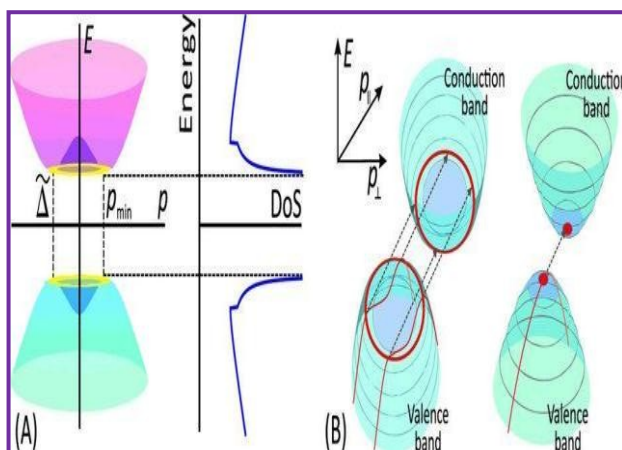 E
Energy
Δ̃
p_min
p
DoS
(A)
E
p_∥
p_⊥
Conduction
band
Conduction
band
Valence
band
Valence
band
(B)